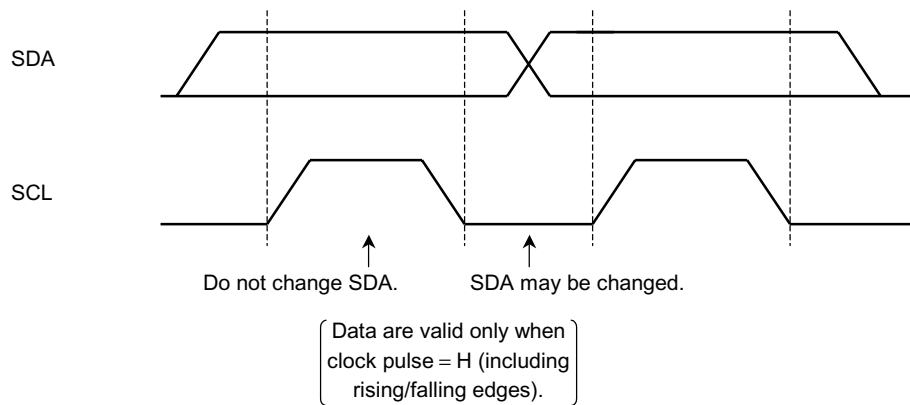 SDA
SCL
Do not change SDA.
SDA may be changed.
Data are valid only when
clock pulse = H (including
rising/falling edges).